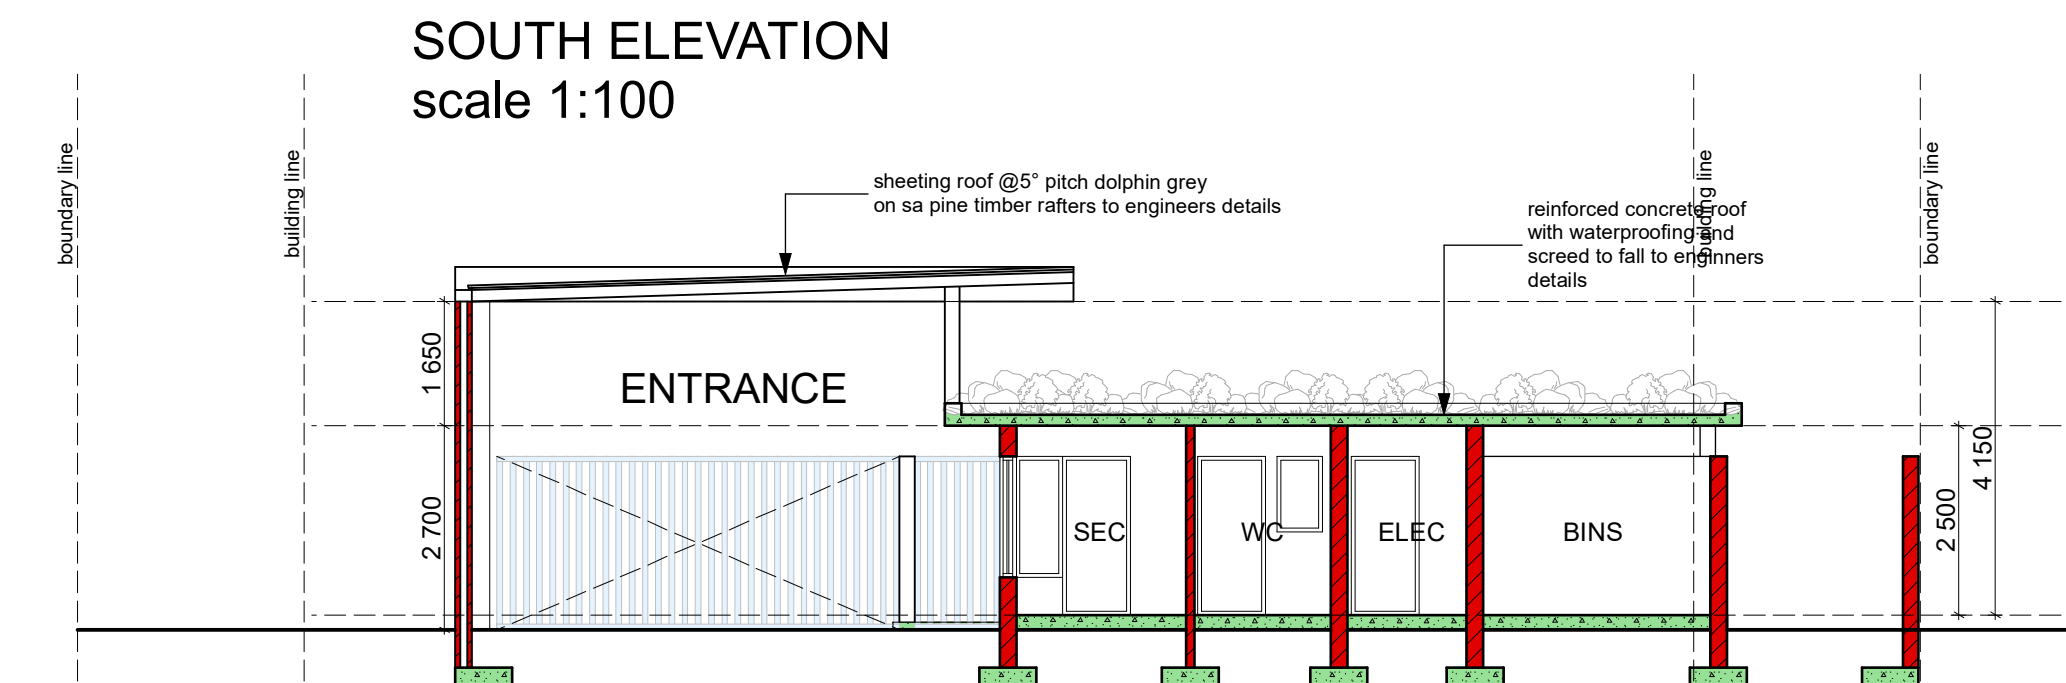 SOUTH ELEVATION
scale 1:100
boundary line
building line
sheeting roof @5° pitch dolphin grey
on sa pine timber rafters to engineers details
reinforced concrete roof
with waterproofing and
screed to fall to enginners
details
building line
boundary line
1 650
ENTRANCE
2 700
SEC
WC
ELEC
BINS
2 500
4 150